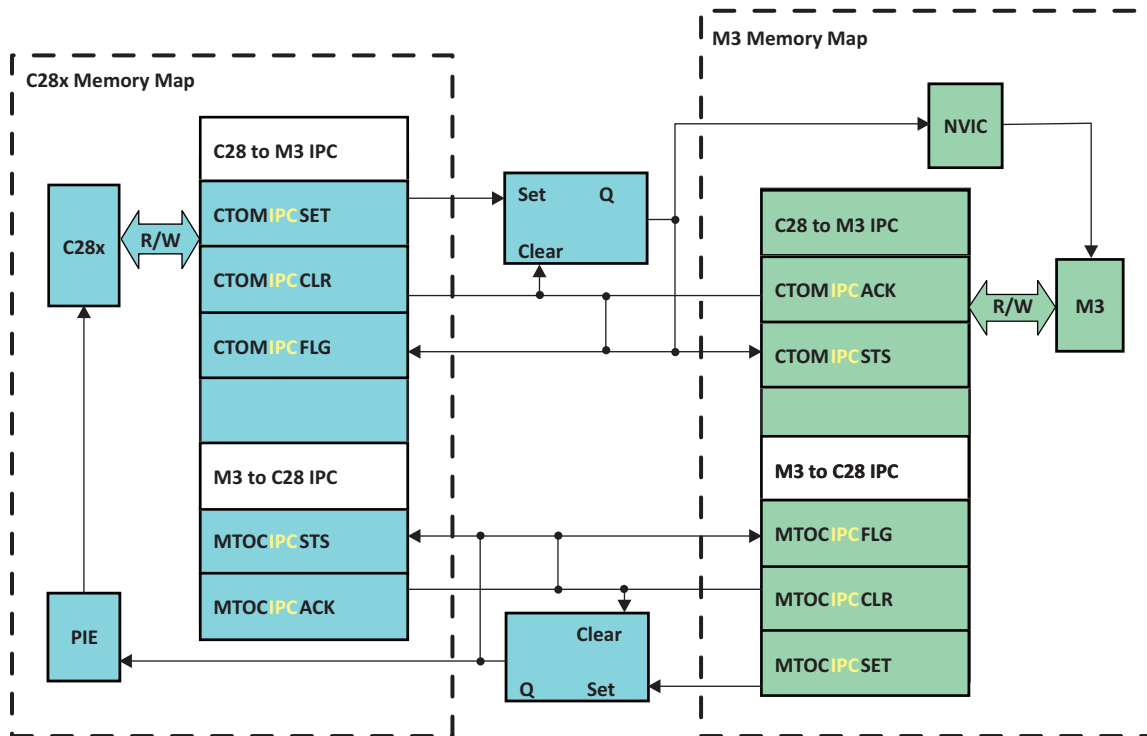 C28x Memory Map
C28x
R/W
PIE
C28 to M3 IPC
CTOMIPCSET
CTOMIPCCLR
CTOMIPCFLG
M3 to C28 IPC
MTOCIPCSTS
MTOCIPCACK
Set Q
Clear
Clear
Q Set
M3 Memory Map
NVIC
C28 to M3 IPC
CTOMIPCACK
CTOMIPCSTS
M3 to C28 IPC
MTOCIPCFLG
MTOCIPCCLR
MTOCIPCSET
R/W
M3